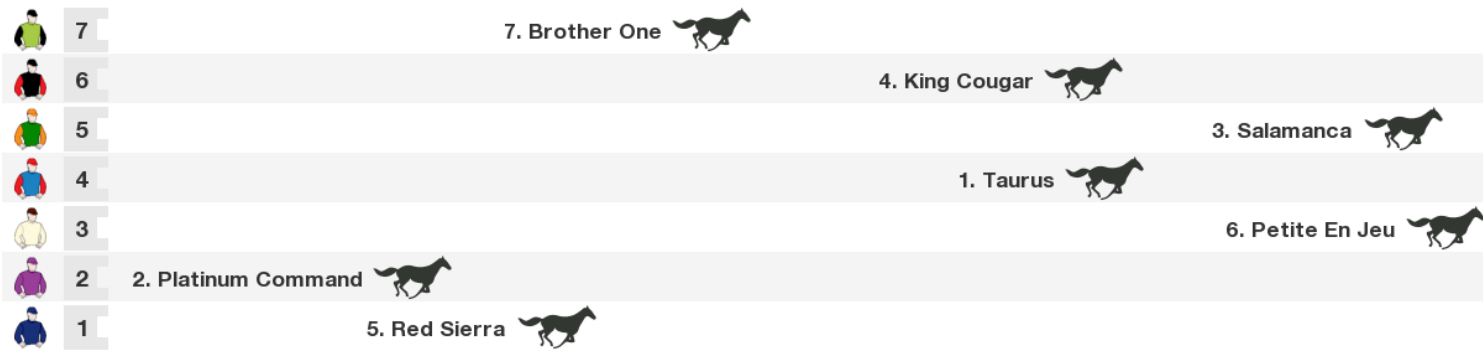 7 7. Brother One
6 4. King Cougar
5 3. Salamanca
4 1. Taurus
3 6. Petite En Jeu
2 2. Platinum Command
1 5. Red Sierra